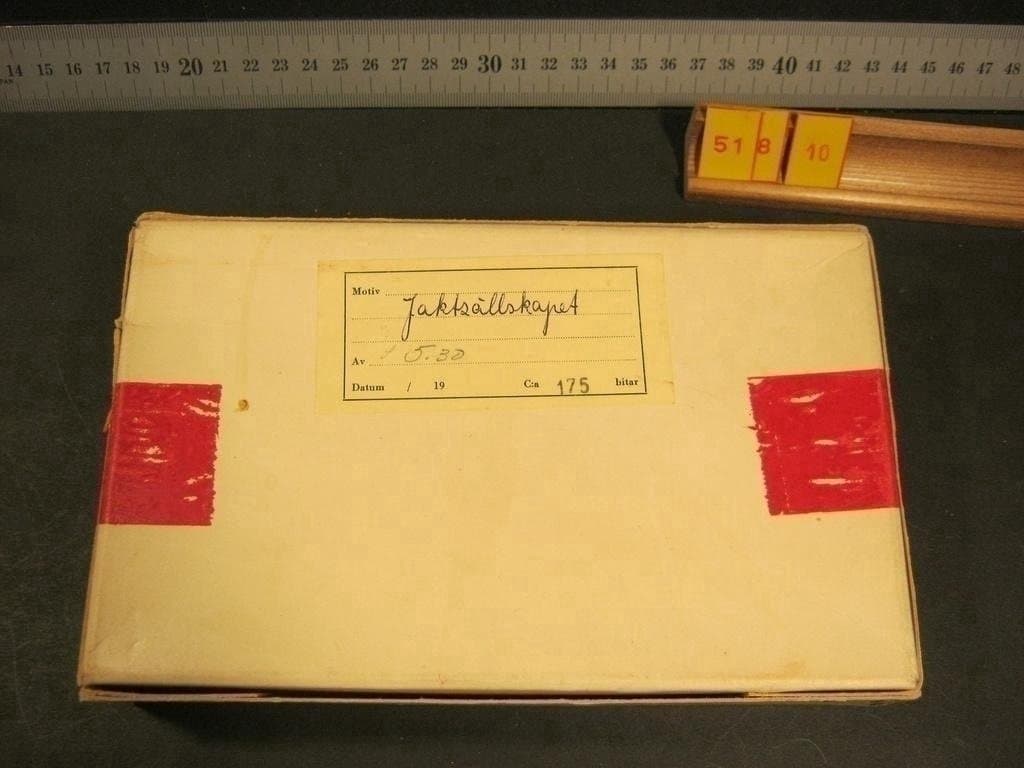 14 15 16 17 18 19 20 21 22 23 24 25 26 27 28 29 30 31 32 33 34 35 36 37 38 39 40 41 42 43 44 45 46 47 48
51 8 10
Motiv Jaktsällskapet
Av 5.30
Datum / 19 C:a 175 bitar